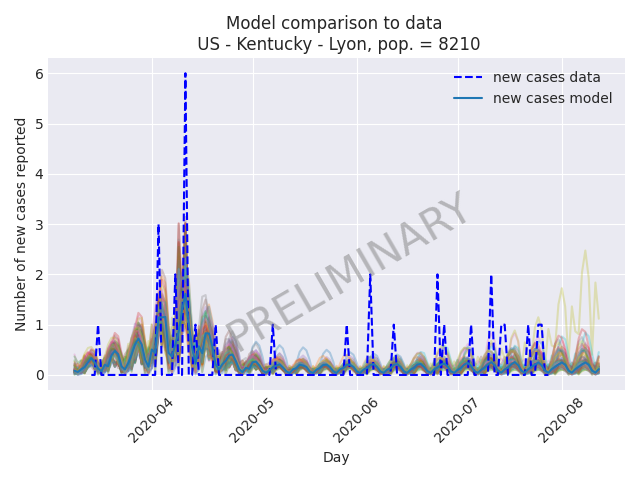 Model comparison to data
US - Kentucky - Lyon, pop. = 8210
new cases data
new cases model
PRELIMINARY
Number of new cases reported
6
5
4
3
2
1
0
2020-04
2020-05
2020-06
2020-07
2020-08
Day